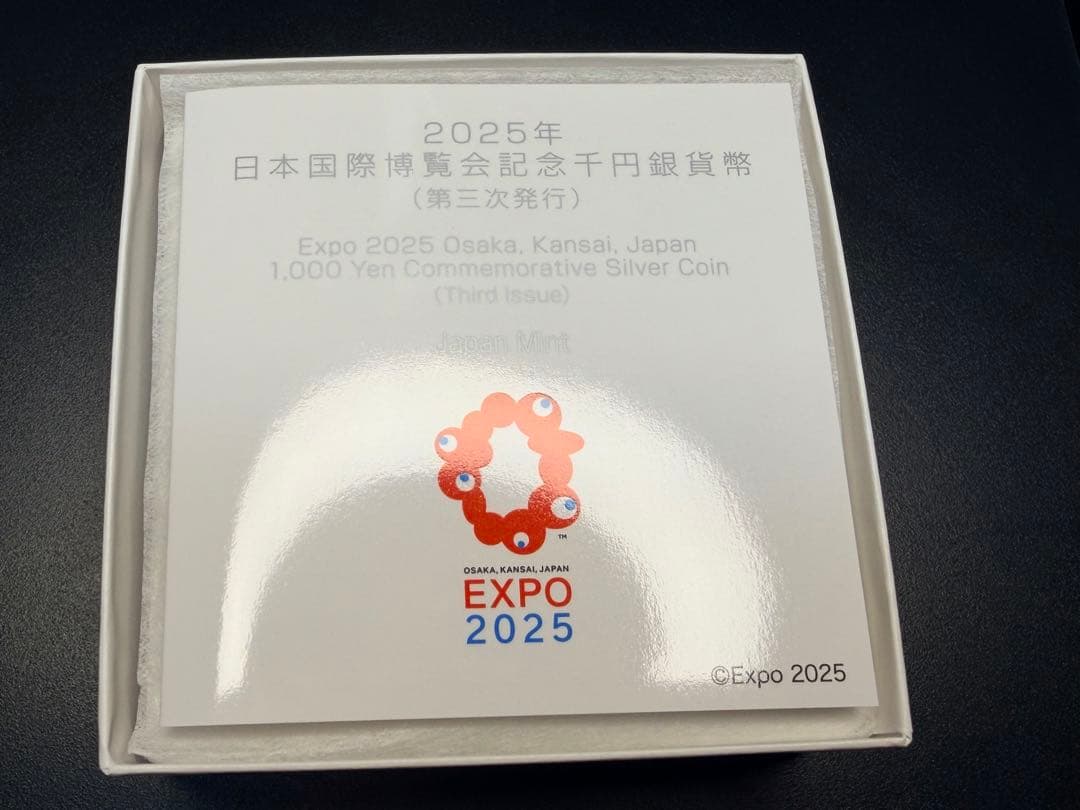 2025年
日本国際博覧会記念千円銀貨幣
(第三次発行)
Expo 2025 Osaka, Kansai, Japan
1,000 Yen Commemorative Silver Coin
(Third Issue)
Japan Mint
TM
OSAKA, KANSAI, JAPAN
EXPO
2025
©Expo 2025